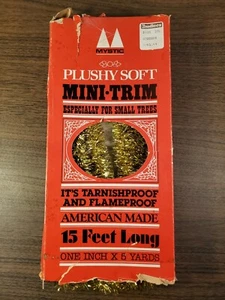 MYSTIC
PLUSHY SOFT
MINI-TRIM
ESPECIALLY FOR SMALL TREES
IT'S TARNISHPROOF
AND FLAMEPROOF
AMERICAN MADE
15 Feet Long
ONE INCH X 5 YARDS